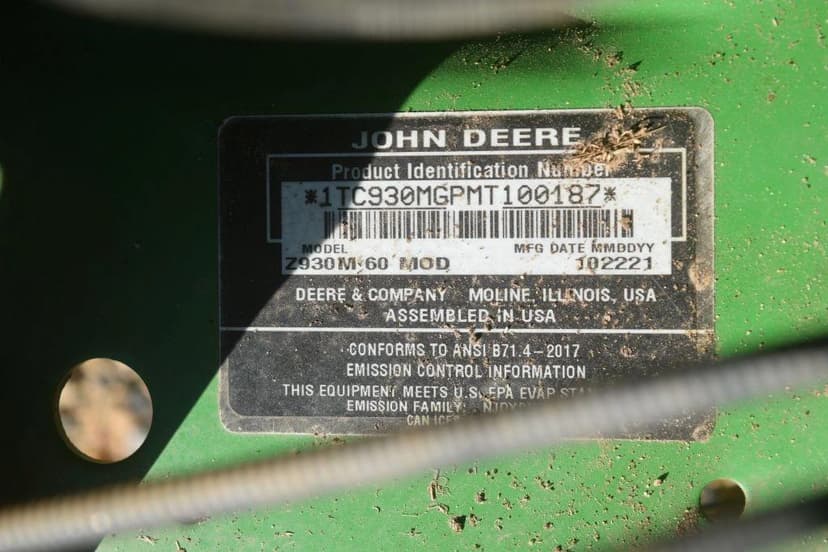 JOHN DEERE
Product Identification Number
*1TC930MGPMT100187*
MODEL MFG DATE MMDDYY
Z930M 60 MOD 102221
DEERE & COMPANY MOLINE, ILLINOIS, USA
ASSEMBLED IN USA
CONFORMS TO ANSI B71.4-2017
EMISSION CONTROL INFORMATION
THIS EQUIPMENT MEETS U.S. EPA EVAP
EMISSION FAMILY:
CAN ICES